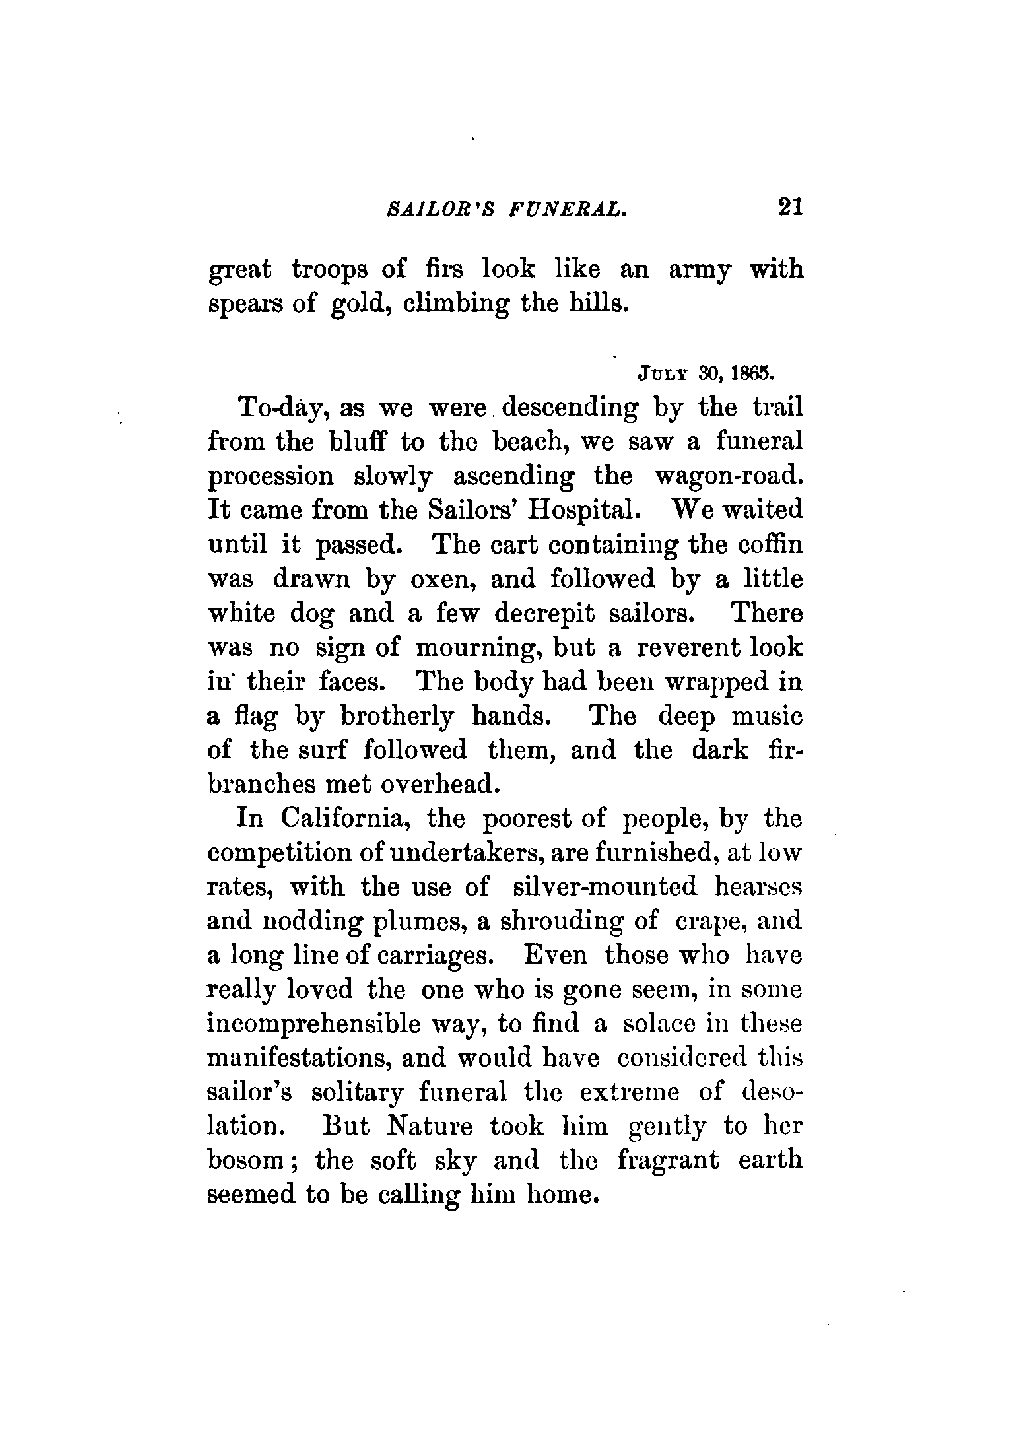 SAILOR'S FUNERAL. 21
great troops of firs look like an army with
spears of gold, climbing the hills.
JULY 30, 1865.
To-day, as we were descending by the trail
from the bluff to the beach, we saw a funeral
procession slowly ascending the wagon-road.
It came from the Sailors' Hospital. We waited
until it passed. The cart containing the coffin
was drawn by oxen, and followed by a little
white dog and a few decrepit sailors. There
was no sign of mourning, but a reverent look
in their faces. The body had been wrapped in
a flag by brotherly hands. The deep music
of the surf followed them, and the dark fir-
branches met overhead.
In California, the poorest of people, by the
competition of undertakers, are furnished, at low
rates, with the use of silver-mounted hearses
and nodding plumes, a shrouding of crape, and
a long line of carriages. Even those who have
really loved the one who is gone seem, in some
incomprehensible way, to find a solace in these
manifestations, and would have considered this
sailor's solitary funeral the extreme of deso-
lation. But Nature took him gently to her
bosom; the soft sky and the fragrant earth
seemed to be calling him home.